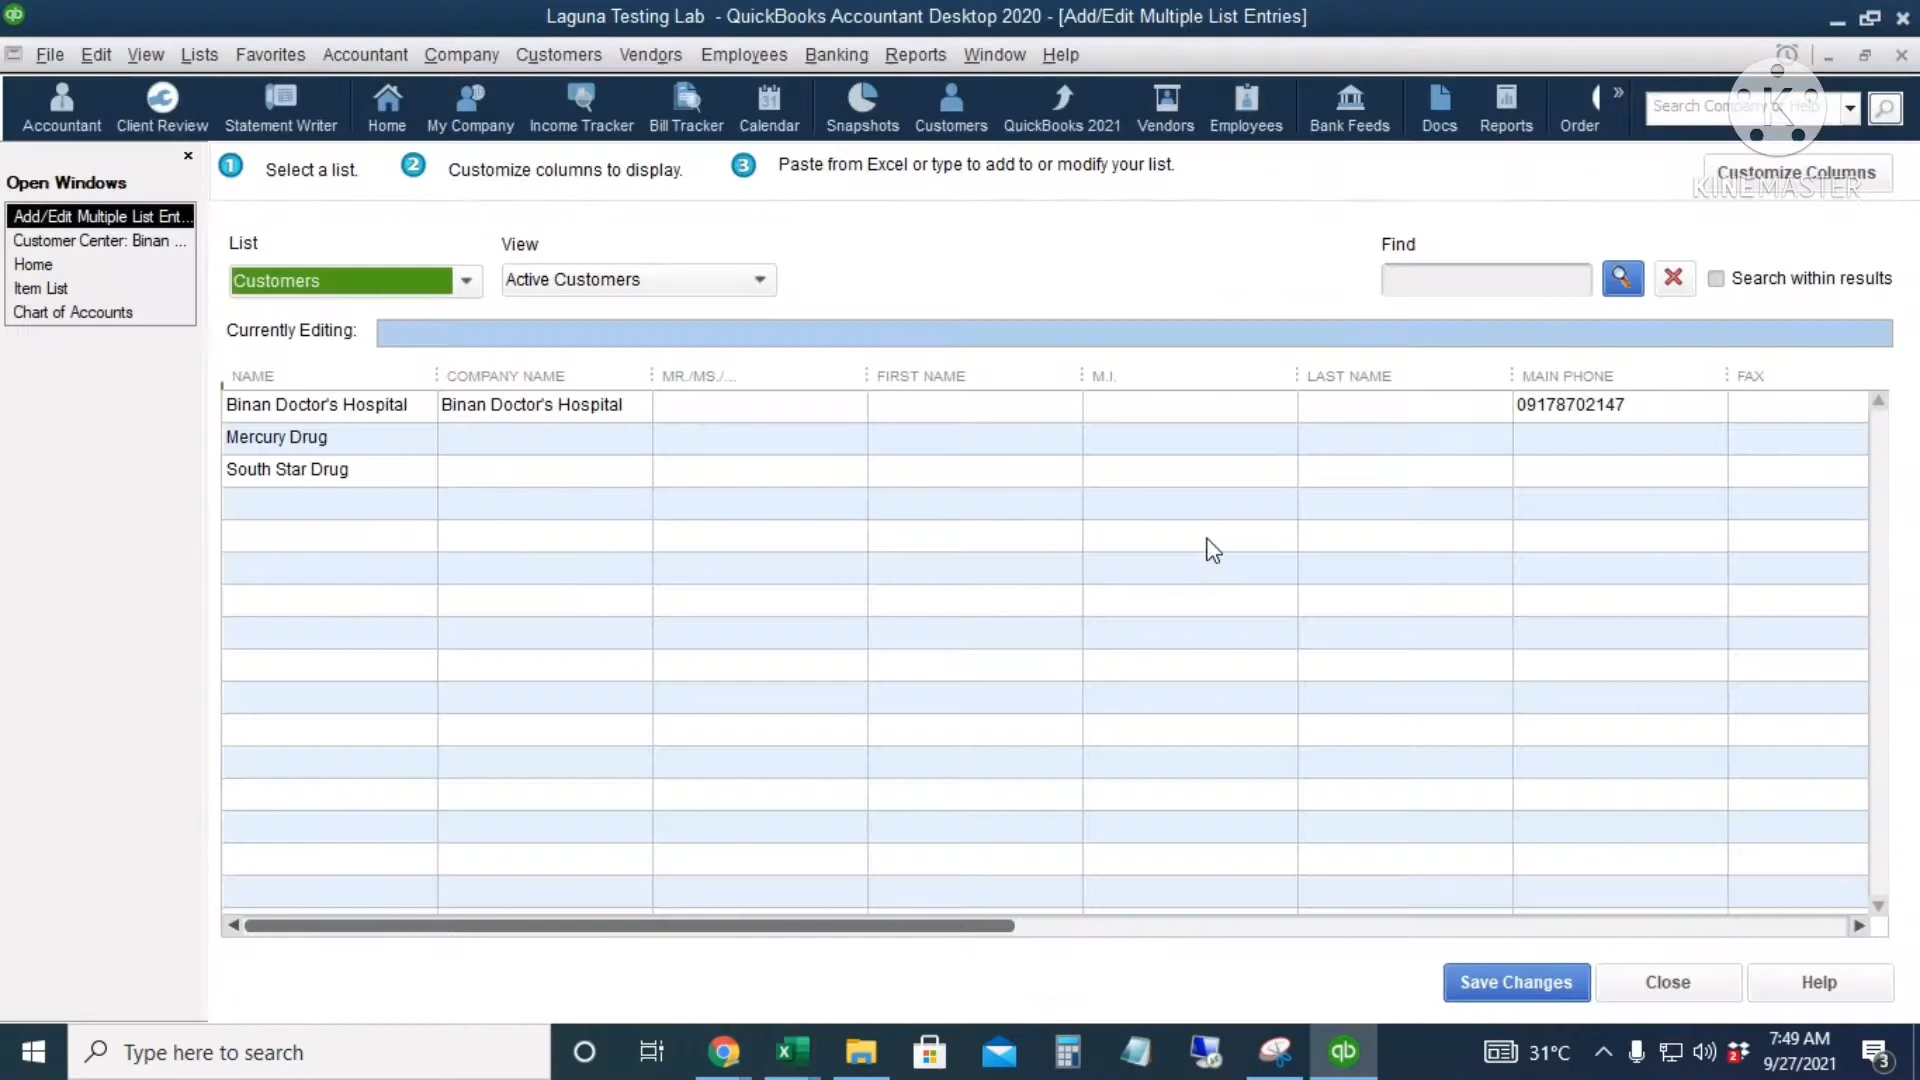 Laguna Testing Lab - QuickBooks Accountant Desktop 2020 - [Add/Edit Multiple List Entries]
File Edit View Lists Favorites Accountant Company Customers Vendors Employees Banking Reports Window Help
Accountant Client Review Statement Writer Home My Company Income Tracker Bill Tracker Calendar Snapshots Customers QuickBooks 2021 Vendors Employees Bank Feeds Docs Reports Order
Search Company or Help
K
KINEMASTER
Open Windows
Add/Edit Multiple List Ent...
Customer Center: Binan ...
Home
Item List
Chart of Accounts
1 Select a list. 2 Customize columns to display. 3 Paste from Excel or type to add to or modify your list.
Customize Columns
List View Find
Customers Active Customers Search within results
Currently Editing:
NAME COMPANY NAME MR./MS./... FIRST NAME M.I. LAST NAME MAIN PHONE FAX
Binan Doctor's Hospital Binan Doctor's Hospital 09178702147
Mercury Drug
South Star Drug
Save Changes Close Help
Type here to search
qb
31°C
2
7:49 AM
9/27/2021
3